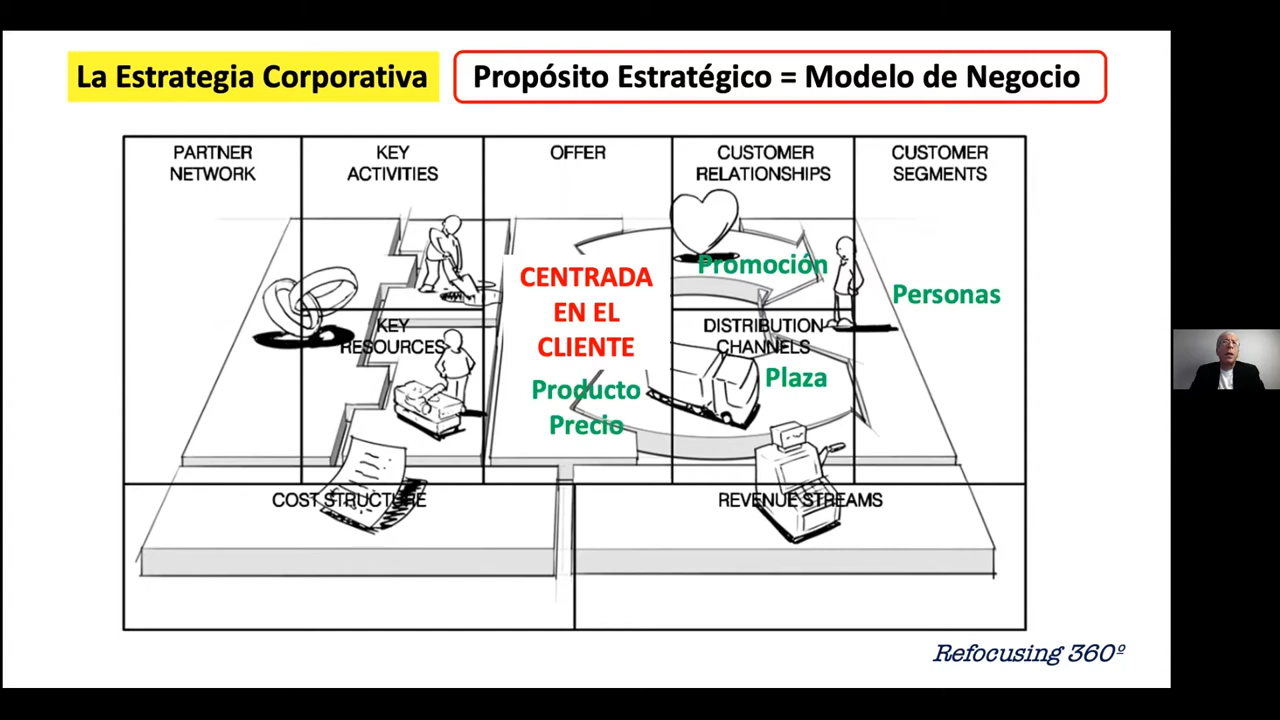 La Estrategia Corporativa
Propósito Estratégico = Modelo de Negocio
PARTNER
NETWORK
KEY
ACTIVITIES
OFFER
CUSTOMER
RELATIONSHIPS
CUSTOMER
SEGMENTS
CENTRADA
EN EL
CLIENTE
Producto
Precio
Promoción
Personas
KEY
RESOURCES
DISTRIBUTION
CHANNELS
Plaza
COST STRUCTURE
REVENUE STREAMS
Refocusing 360º